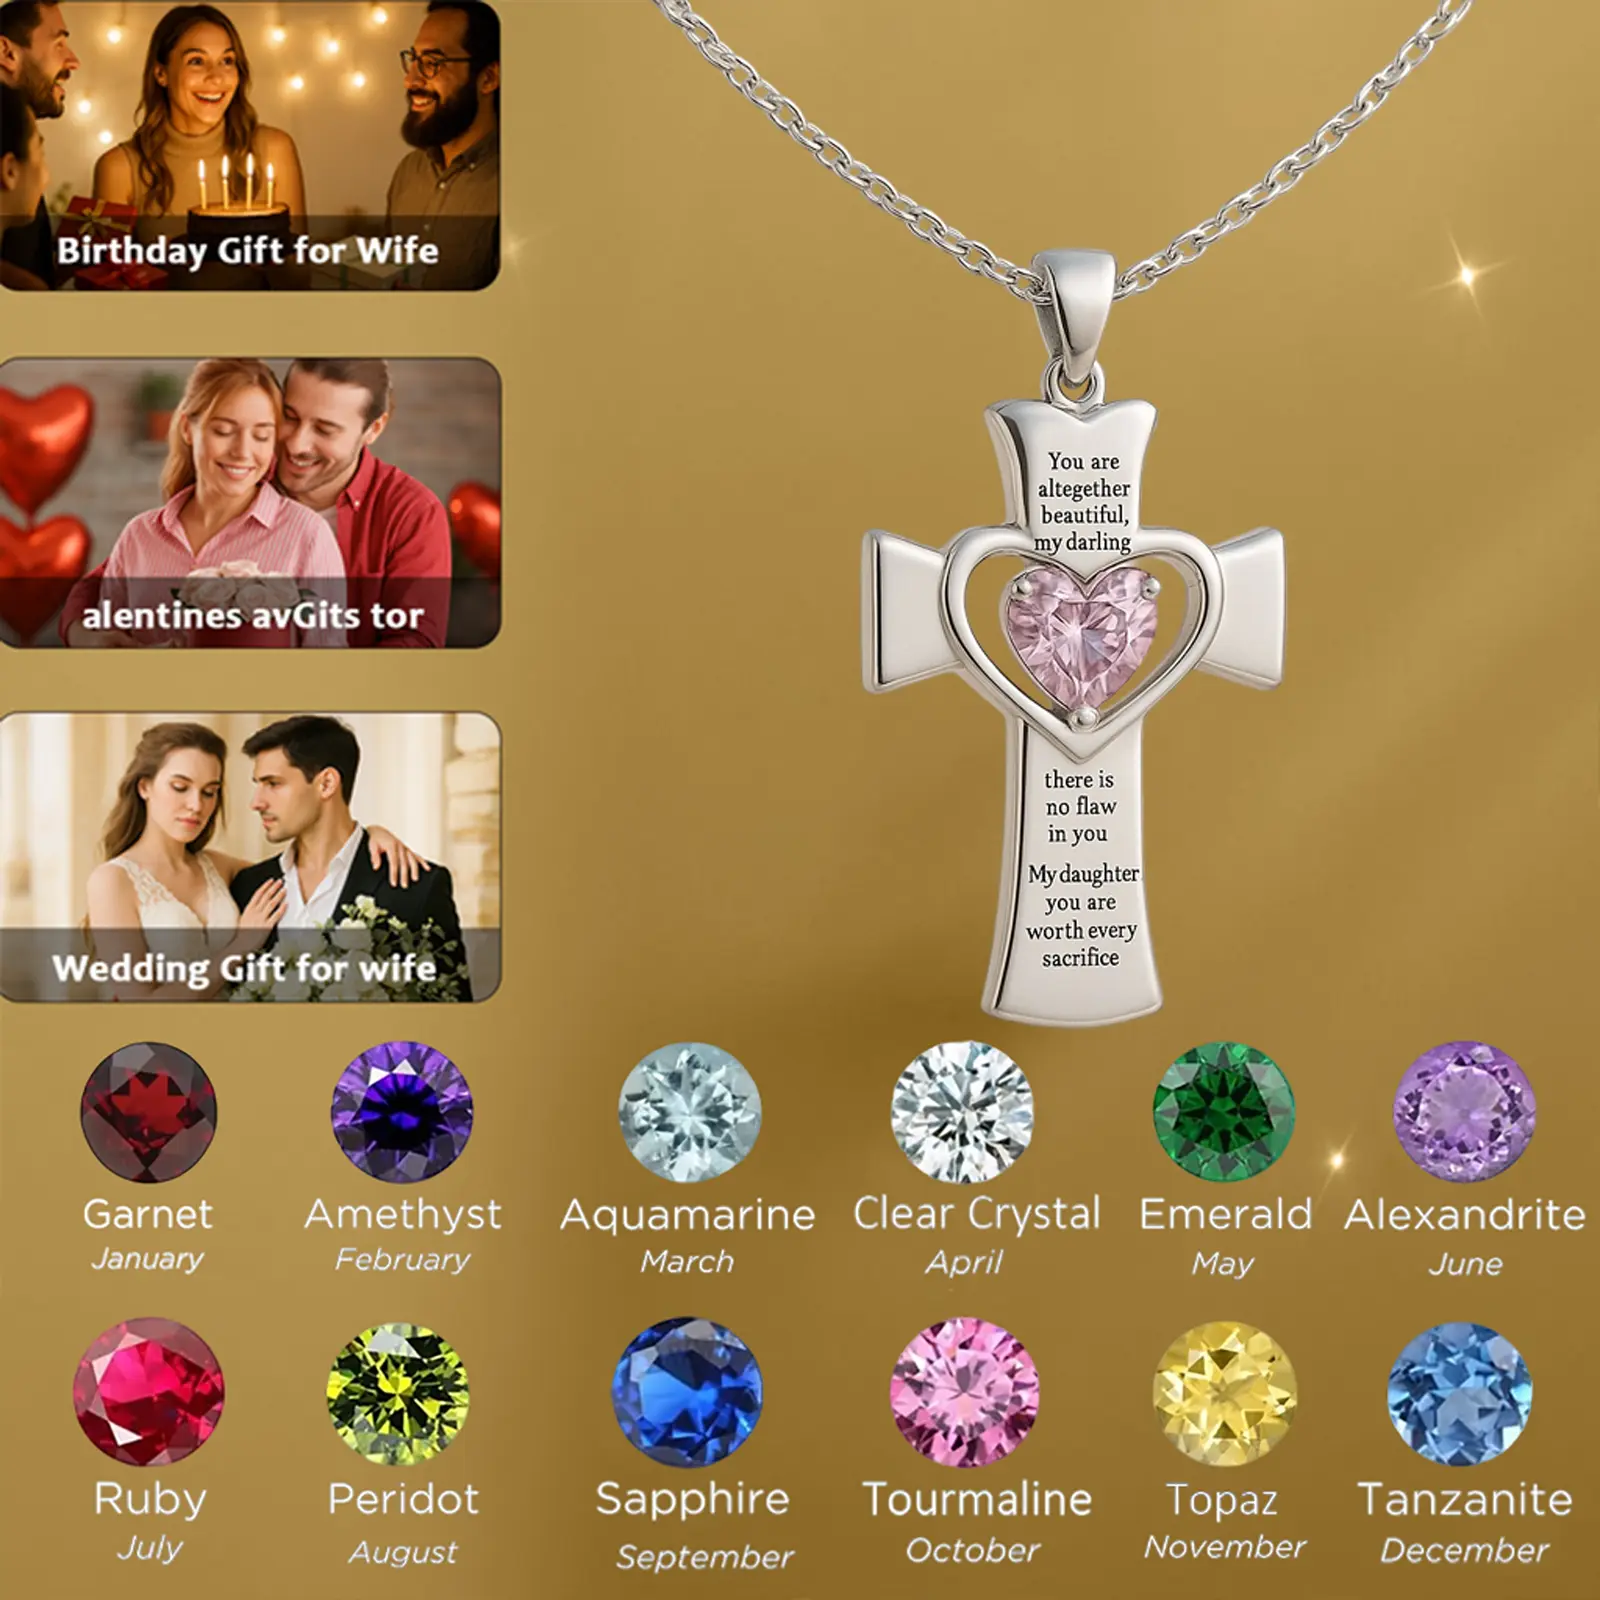 Birthday Gift for Wife
alentines avGits tor
Wedding Gift for wife
You are
altegether
beautiful,
my darling
there is
no flaw
in you
My daughter
you are
worth every
sacrifice
Garnet
January
Amethyst
February
Aquamarine
March
Clear Crystal
April
Emerald
May
Alexandrite
June
Ruby
July
Peridot
August
Sapphire
September
Tourmaline
October
Topaz
November
Tanzanite
December